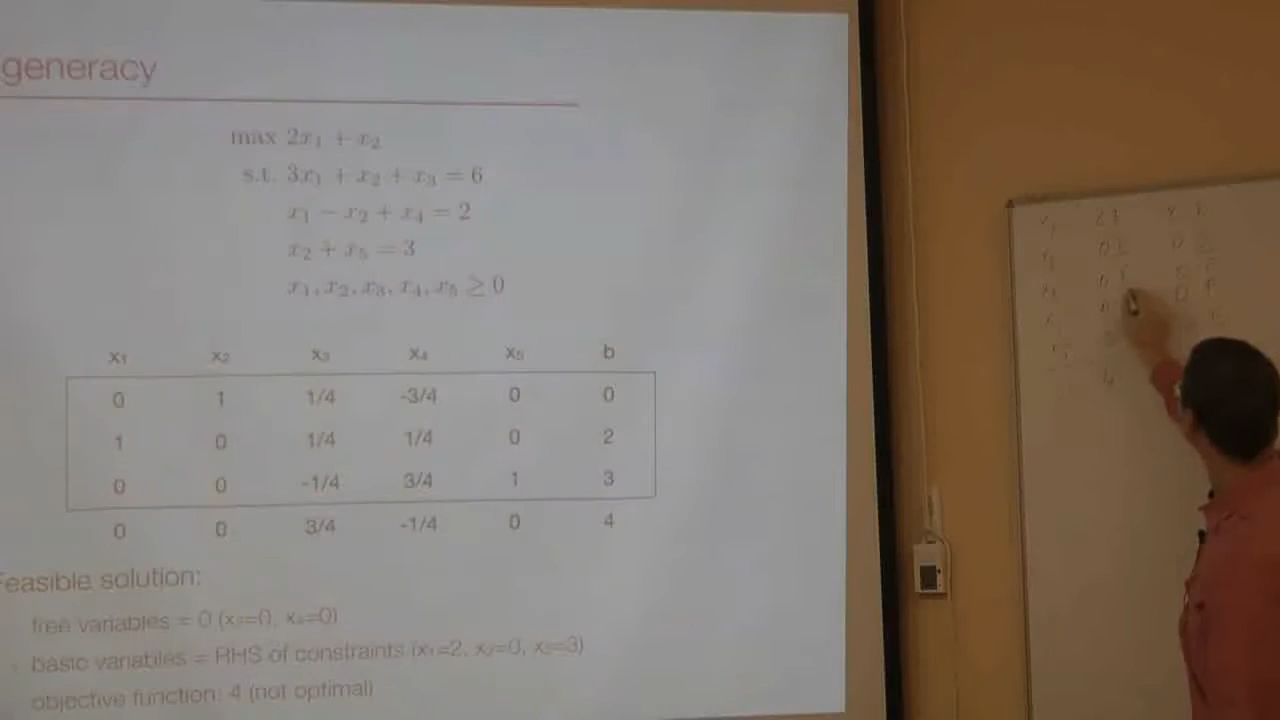 generacy
max 2x₁ + x₂
s.t. 3x₁ + x₂ + x₃ = 6
x₁ − x₂ + x₄ = 2
x₂ + x₅ = 3
x₁, x₂, x₃, x₄, x₅ ≥ 0
x₁ x₂ x₃ x₄ x₅ b
0 1 1/4 -3/4 0 0
1 0 1/4 1/4 0 2
0 0 -1/4 3/4 1 3
0 0 3/4 -1/4 0 4
Feasible solution:
free variables = 0 (x₃=0, x₄=0)
basic variables = RHS of constraints (x₁=2, x₂=0, x₅=3)
objective function: 4 (not optimal)